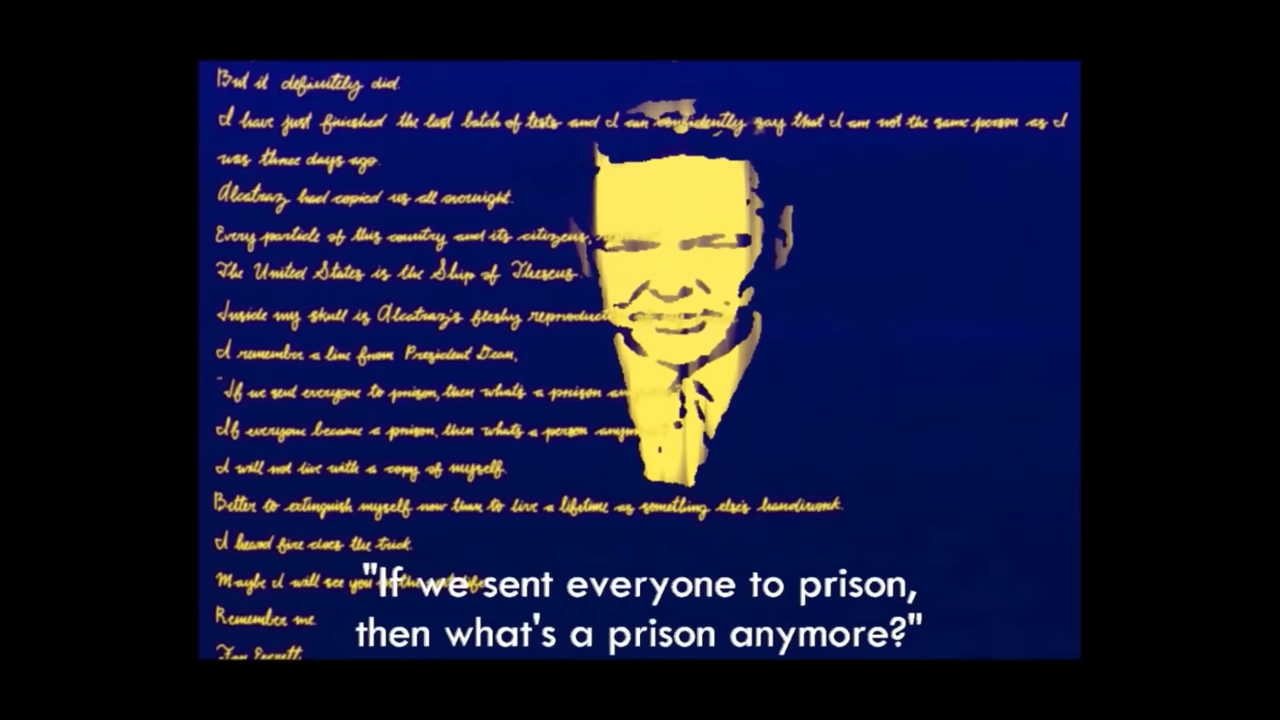 But it definitely did.
I have just finished the last batch of tests and I can confidently say that I am not the same person as I
was three days ago.
Alcatraz had copied us all overnight.
Every particle of this country and its citizens,
The United States is the Ship of Theseus.
Inside my skull is Alcatraz's fleshy
I remember a line from President Dean,
"If we sent everyone to prison, then what's a prison
If everyone became a prison, then what's a person
I will not live with a copy of myself.
Better to extinguish myself now than to live a lifetime as something else's handiwork.
I heard fire does the trick.
Maybe I will see you
Remember me.
"If we sent everyone to prison,
then what's a prison anymore?"